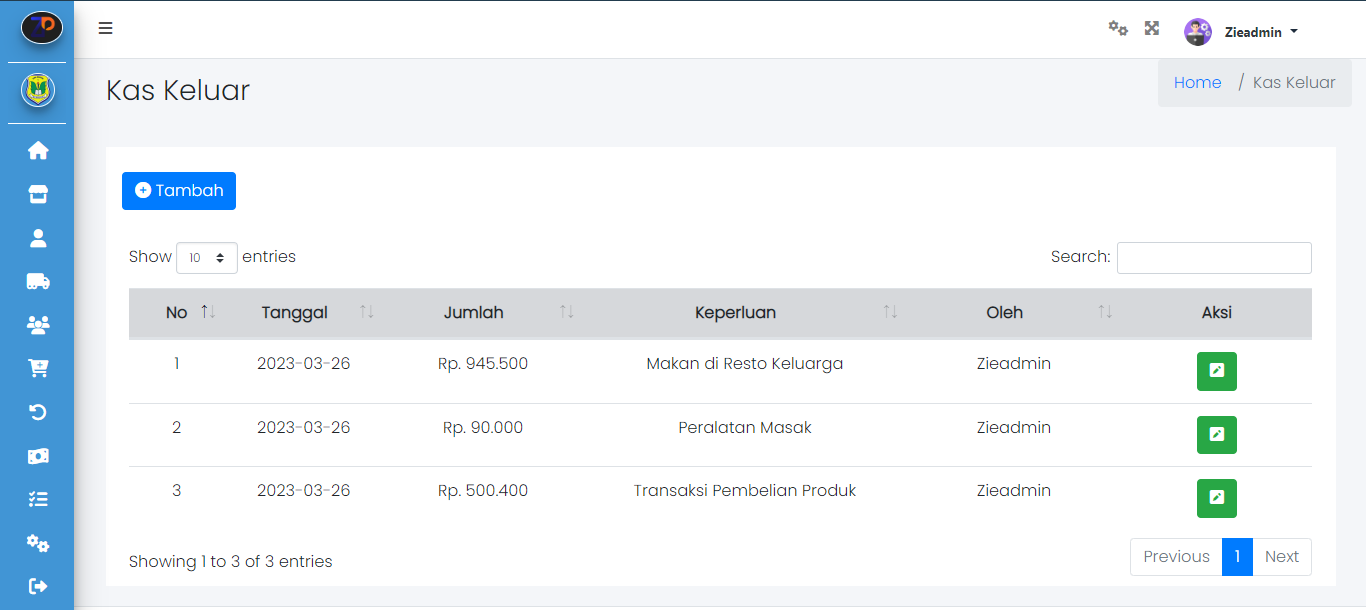 Zieadmin
Kas Keluar
Home / Kas Keluar
Tambah
Show 10 entries Search:
No Tanggal Jumlah Keperluan Oleh Aksi
1 2023-03-26 Rp. 945.500 Makan di Resto Keluarga Zieadmin
2 2023-03-26 Rp. 90.000 Peralatan Masak Zieadmin
3 2023-03-26 Rp. 500.400 Transaksi Pembelian Produk Zieadmin
Showing 1 to 3 of 3 entries Previous 1 Next